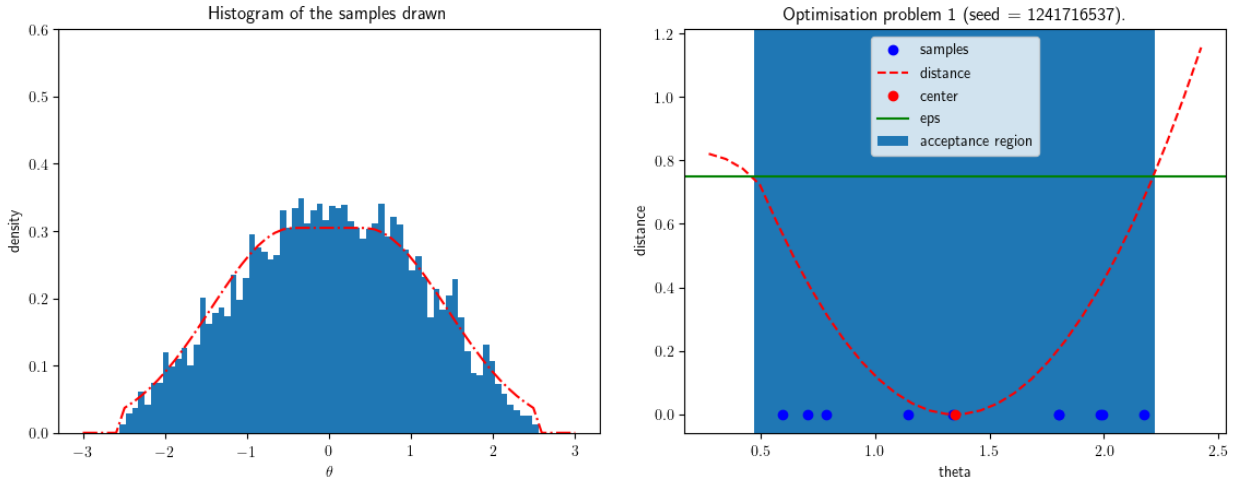 Histogram of the samples drawn
0.6
0.5
0.4
0.3
0.2
0.1
0.0
density
−3
−2
−1
0
1
2
3
θ
Optimisation problem 1 (seed = 1241716537).
1.2
1.0
0.8
0.6
0.4
0.2
0.0
distance
samples
distance
center
eps
acceptance region
0.5
1.0
1.5
2.0
2.5
theta